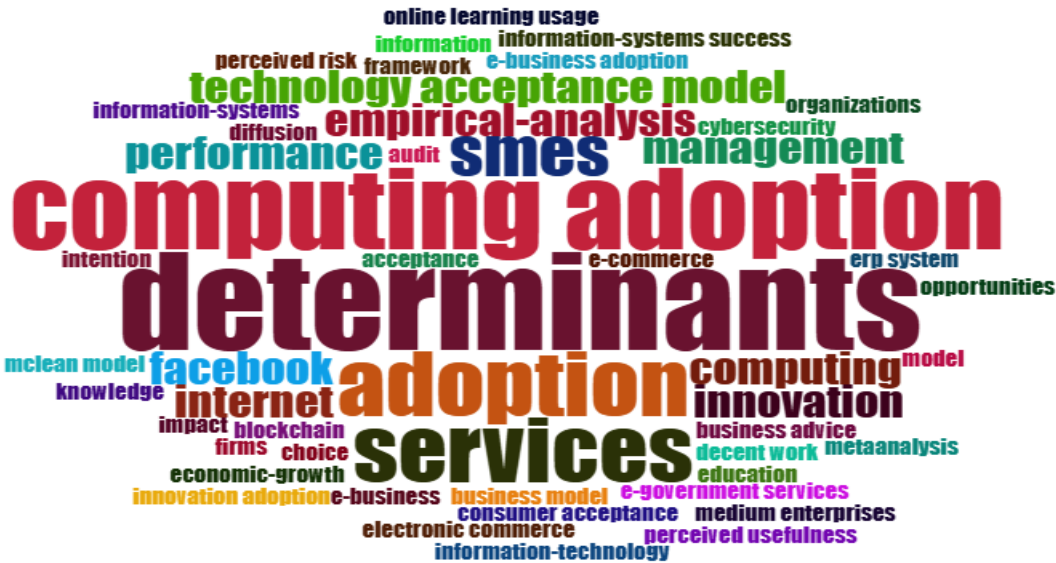 online learning usage
information information-systems success
perceived risk framework e-business adoption
technology acceptance model
information-systems organizations
diffusion empirical-analysis cybersecurity
performance audit smes management
computing adoption
intention acceptance e-commerce erp system
determinants opportunities
mclean model facebook adoption computing model
knowledge internet innovation
impact blockchain services business advice
firms choice decent work metaanalysis
economic-growth education
innovation adoption e-business business model e-government services
consumer acceptance medium enterprises
electronic commerce perceived usefulness
information-technology